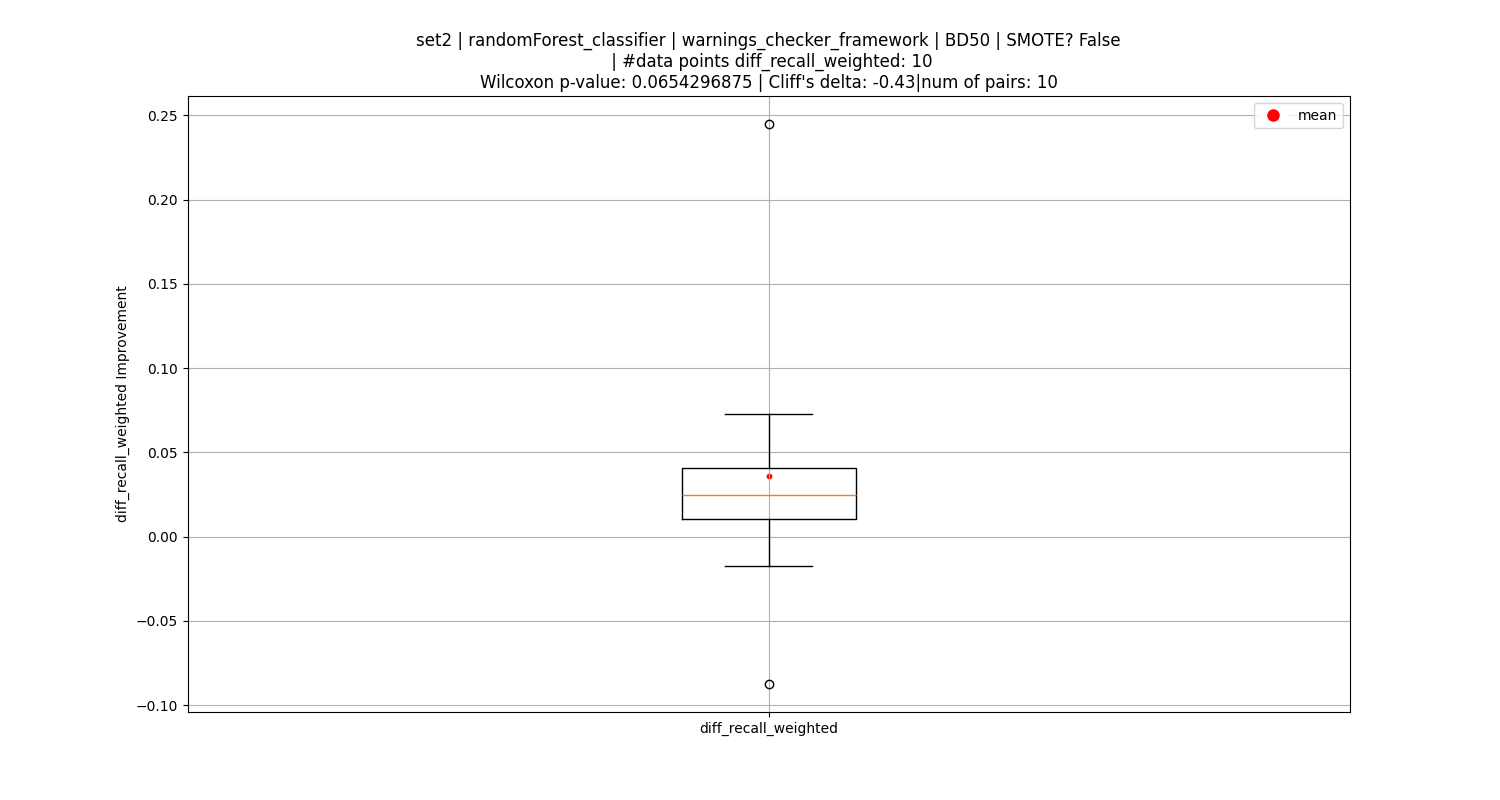 set2 | randomForest_classifier | warnings_checker_framework | BD50 | SMOTE? False
| #data points diff_recall_weighted: 10
Wilcoxon p-value: 0.0654296875 | Cliff's delta: -0.43|num of pairs: 10
mean
0.25
0.20
0.15
0.10
0.05
0.00
−0.05
−0.10
diff_recall_weighted Improvement
diff_recall_weighted